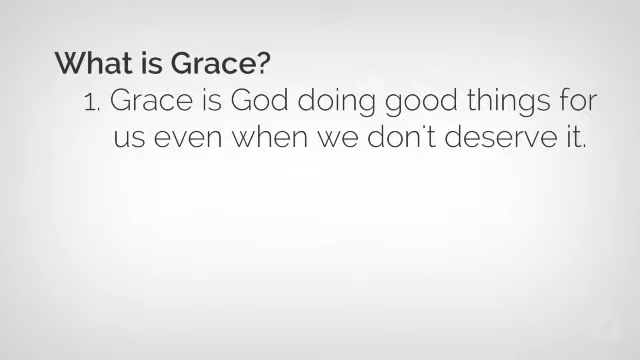 What is Grace?
1. Grace is God doing good things for
us even when we don't deserve it.